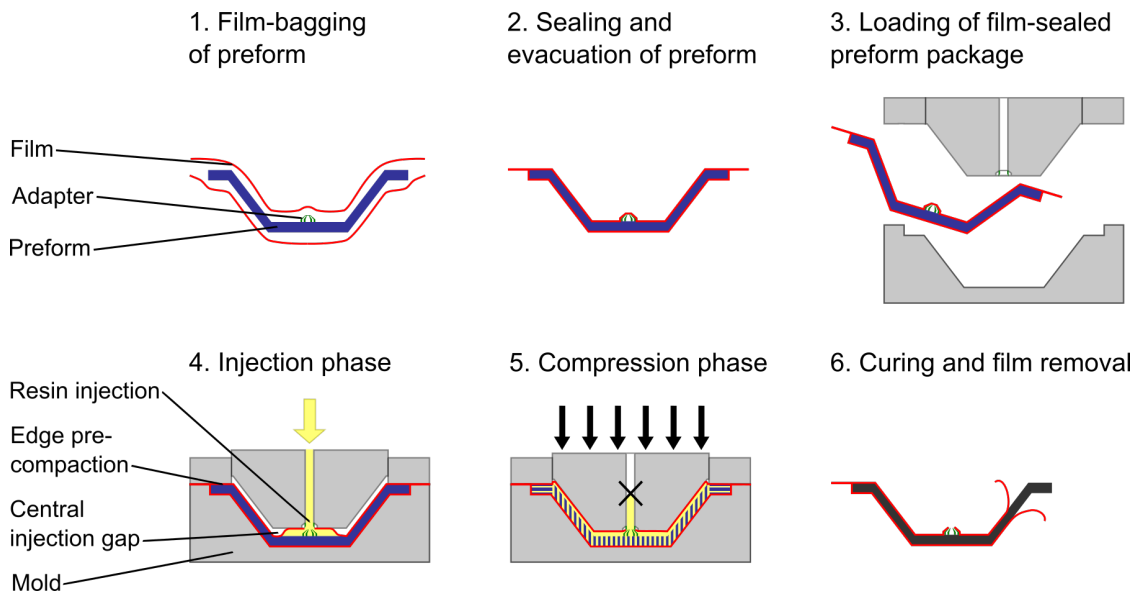 1. Film-bagging
of preform
2. Sealing and
evacuation of preform
3. Loading of film-sealed
preform package
Film
Adapter
Preform
4. Injection phase
5. Compression phase
6. Curing and film removal
Resin injection
Edge pre-
compaction
Central
injection gap
Mold